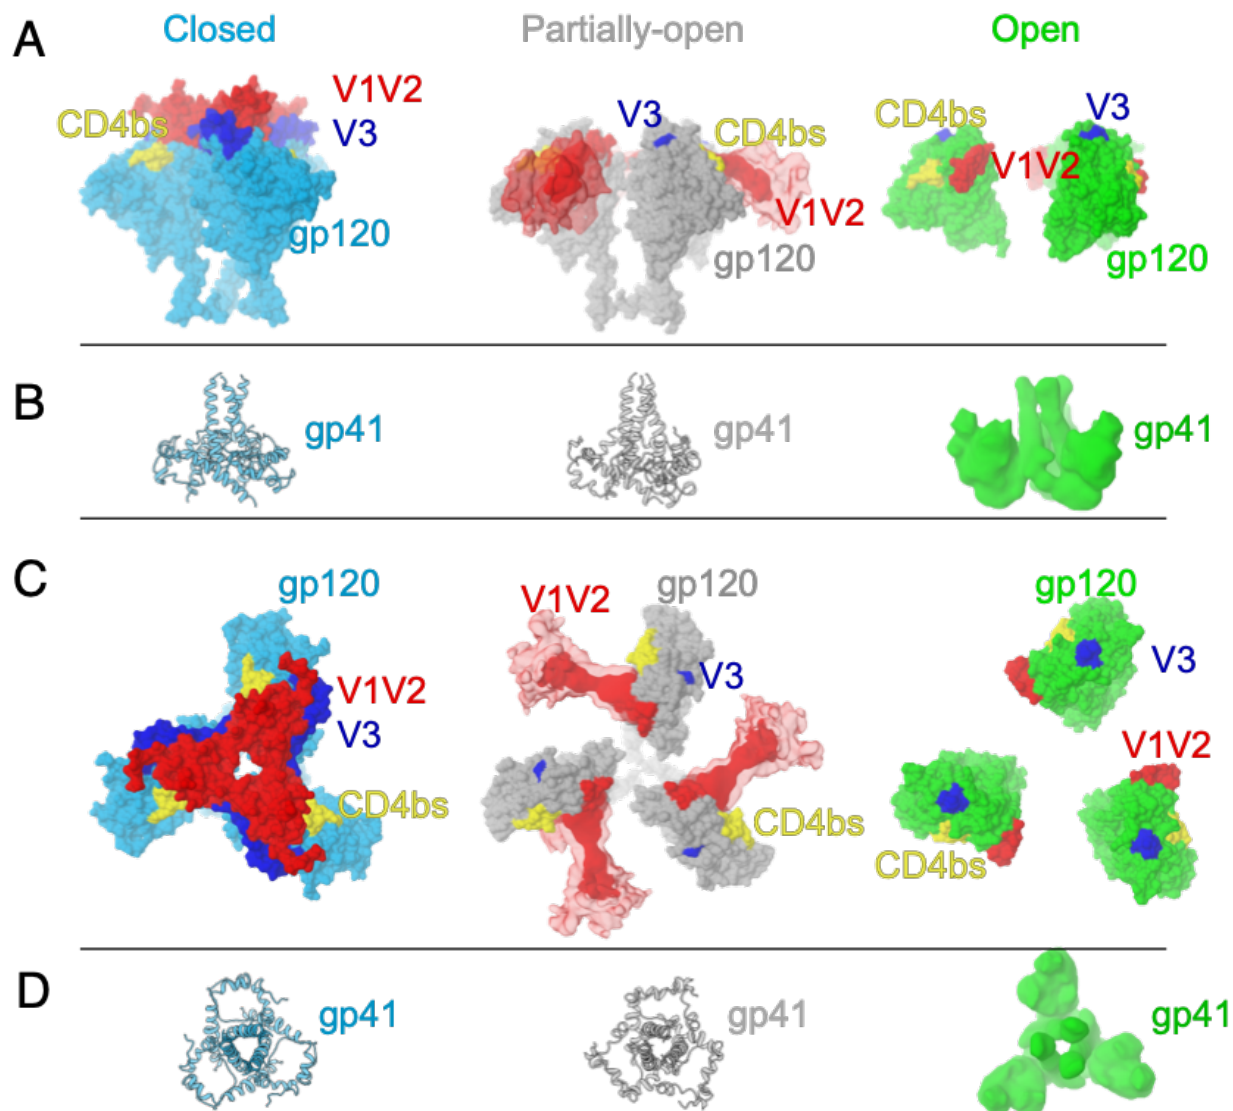 A
Closed
Partially-open
Open
V1V2
CD4bs
V3
gp120
V3
CD4bs
V1V2
gp120
V3
CD4bs
V1V2
gp120
B
gp41
gp41
gp41
C
gp120
V1V2
V3
CD4bs
V1V2
gp120
V3
CD4bs
gp120
V3
V1V2
CD4bs
D
gp41
gp41
gp41